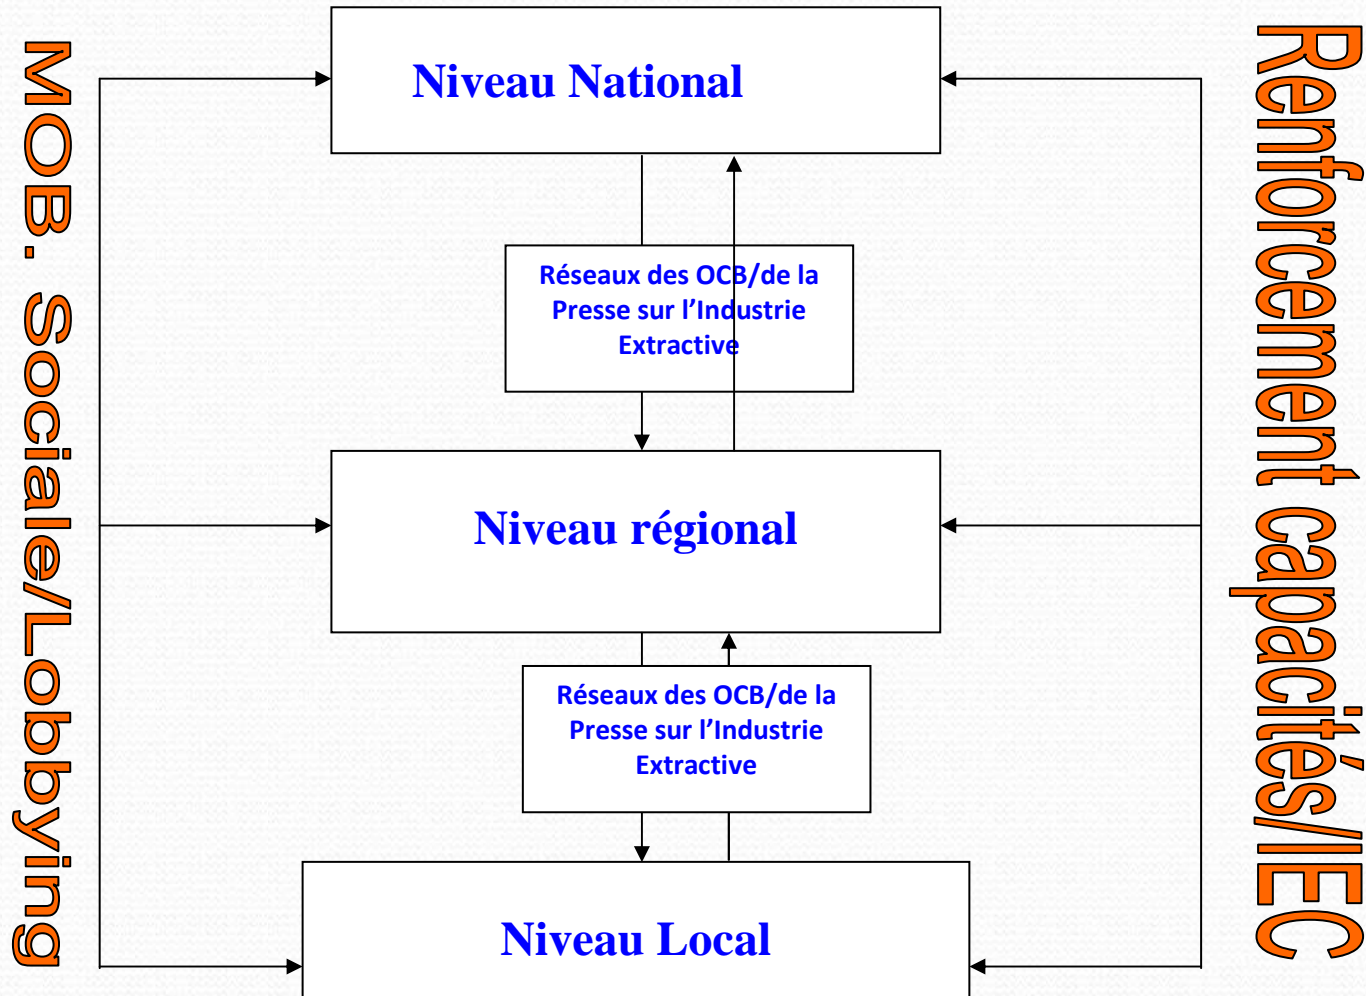 MOB. Sociale/Lobbying
Niveau National
Réseaux des OCB/de la
Presse sur l’Industrie
Extractive
Niveau régional
Réseaux des OCB/de la
Presse sur l’Industrie
Extractive
Niveau Local
Renforcement capacités/IEC